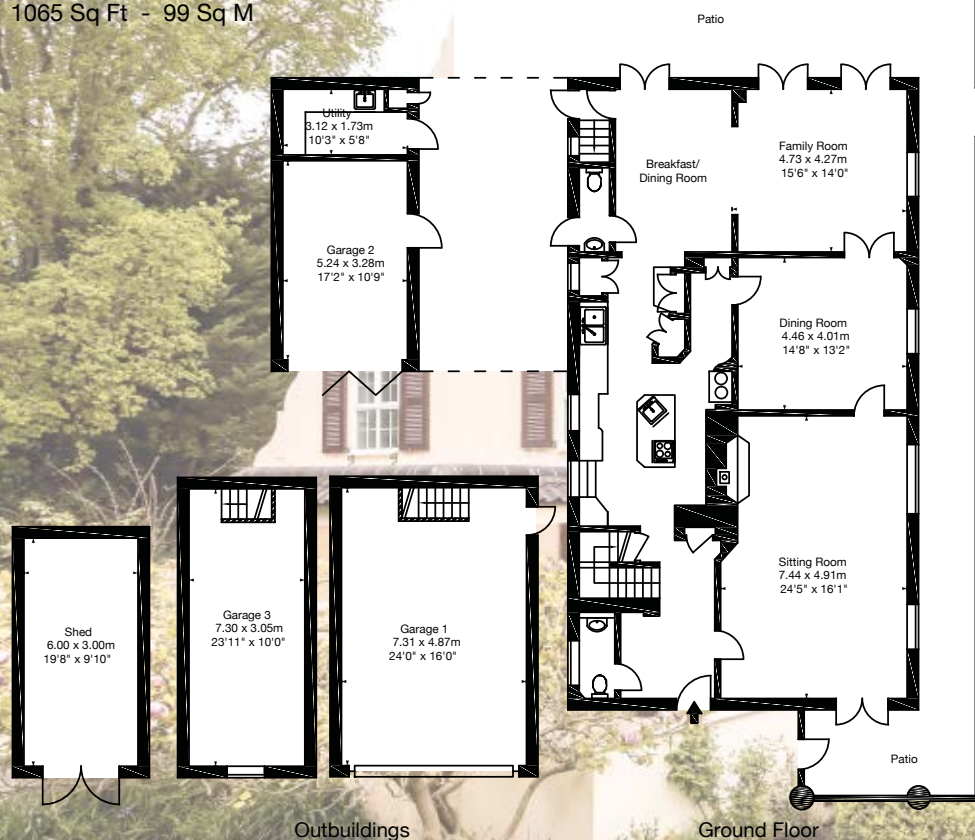 1065 Sq Ft - 99 Sq M
Patio
Utility
3.12 x 1.73m
10'3" x 5'8"
Breakfast/
Dining Room
Family Room
4.73 x 4.27m
15'6" x 14'0"
Garage 2
5.24 x 3.28m
17'2" x 10'9"
Dining Room
4.46 x 4.01m
14'8" x 13'2"
Sitting Room
7.44 x 4.91m
24'5" x 16'1"
Shed
6.00 x 3.00m
19'8" x 9'10"
Garage 3
7.30 x 3.05m
23'11" x 10'0"
Garage 1
7.31 x 4.87m
24'0" x 16'0"
Patio
Outbuildings
Ground Floor